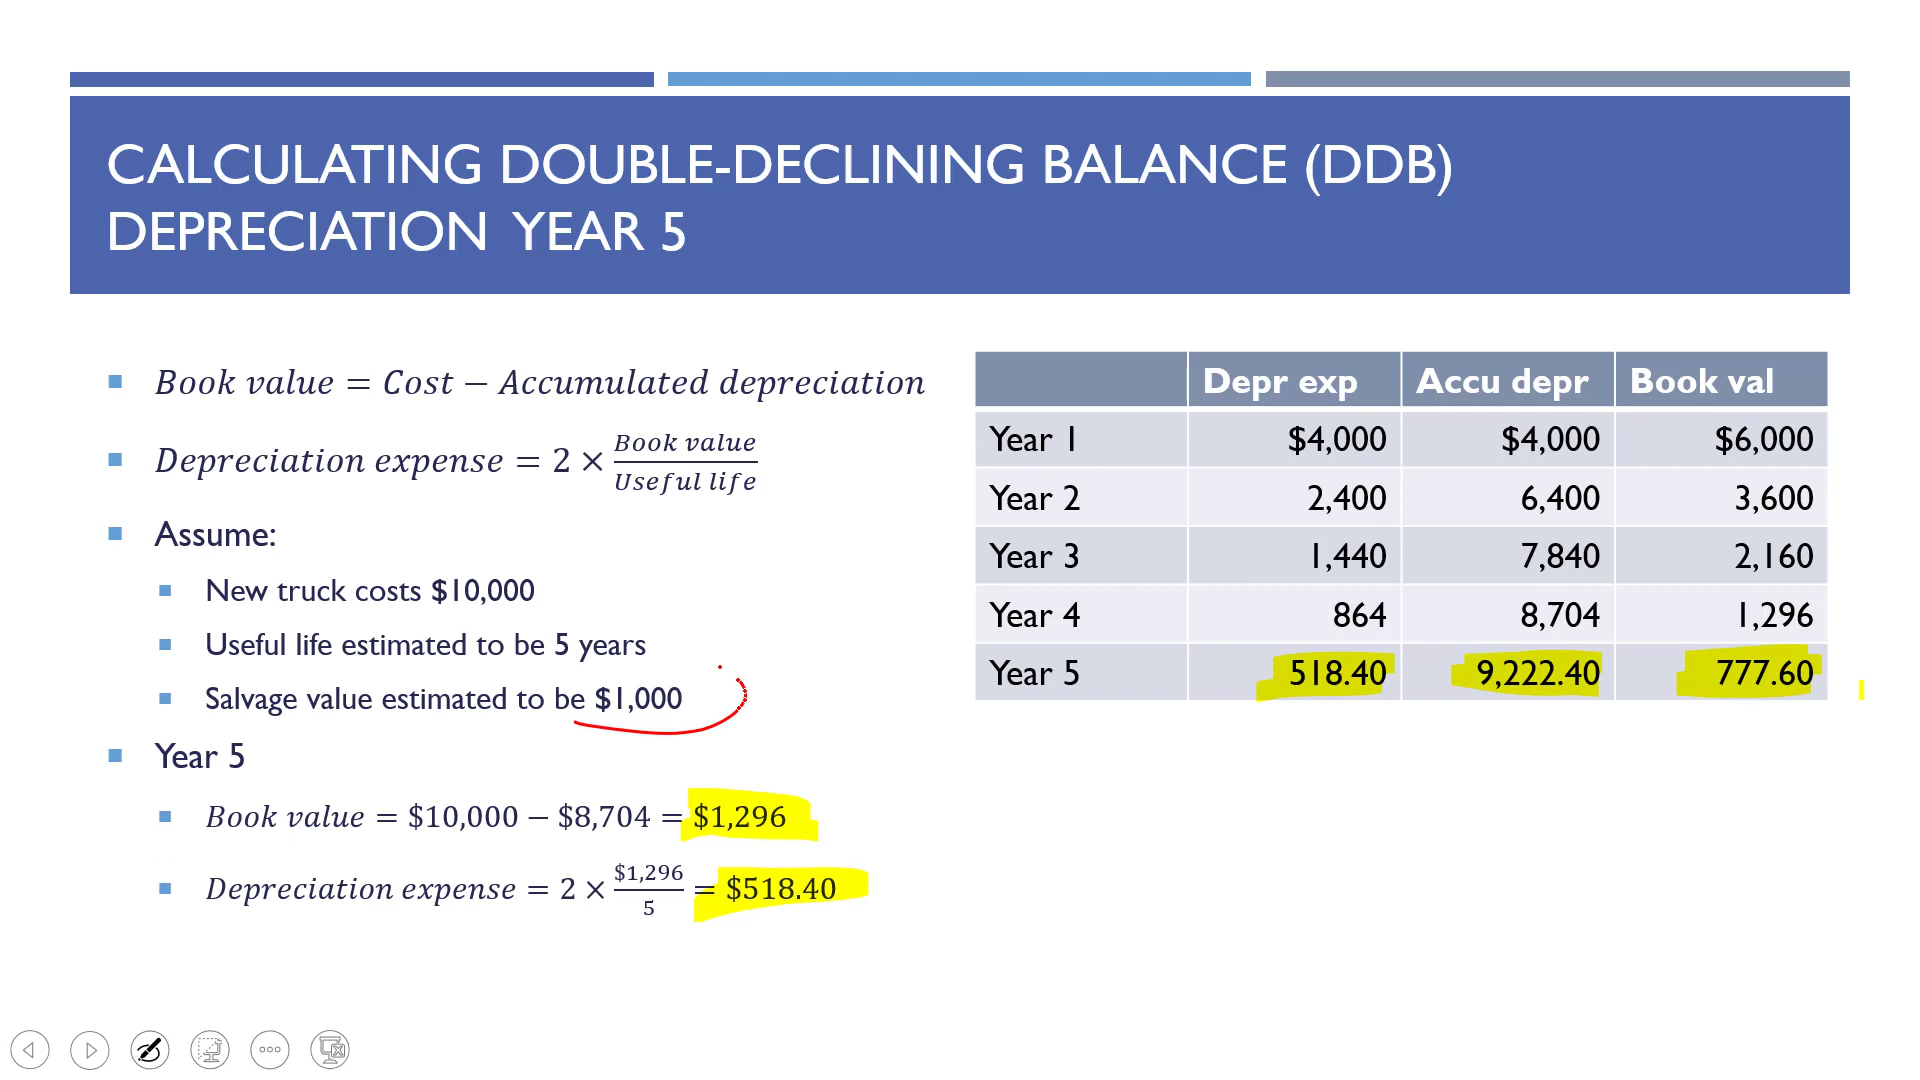 CALCULATING DOUBLE-DECLINING BALANCE (DDB)
DEPRECIATION YEAR 5
Book value = Cost − Accumulated depreciation
Depreciation expense = 2 × Book value / Useful life
Assume:
New truck costs $10,000
Useful life estimated to be 5 years
Salvage value estimated to be $1,000
Year 5
Book value = $10,000 − $8,704 = $1,296
Depreciation expense = 2 × $1,296 / 5 = $518.40
Depr exp Accu depr Book val
Year 1 $4,000 $4,000 $6,000
Year 2 2,400 6,400 3,600
Year 3 1,440 7,840 2,160
Year 4 864 8,704 1,296
Year 5 518.40 9,222.40 777.60